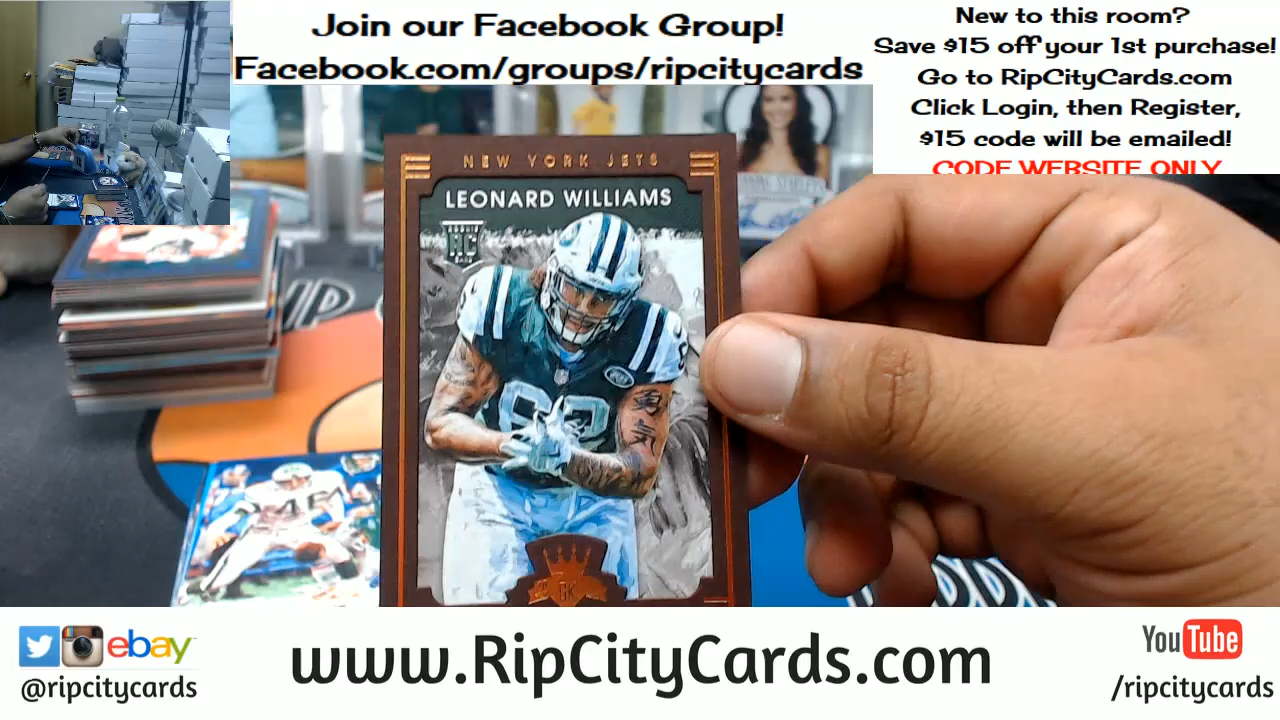 Join our Facebook Group!
Facebook.com/groups/ripcitycards
New to this room?
Save $15 off your 1st purchase!
Go to RipCityCards.com
Click Login, then Register,
$15 code will be emailed!
CODE WEBSITE ONLY
NEW YORK JETS
LEONARD WILLIAMS
RC
GK
ebay
@ripcitycards
www.RipCityCards.com
YouTube
/ripcitycards